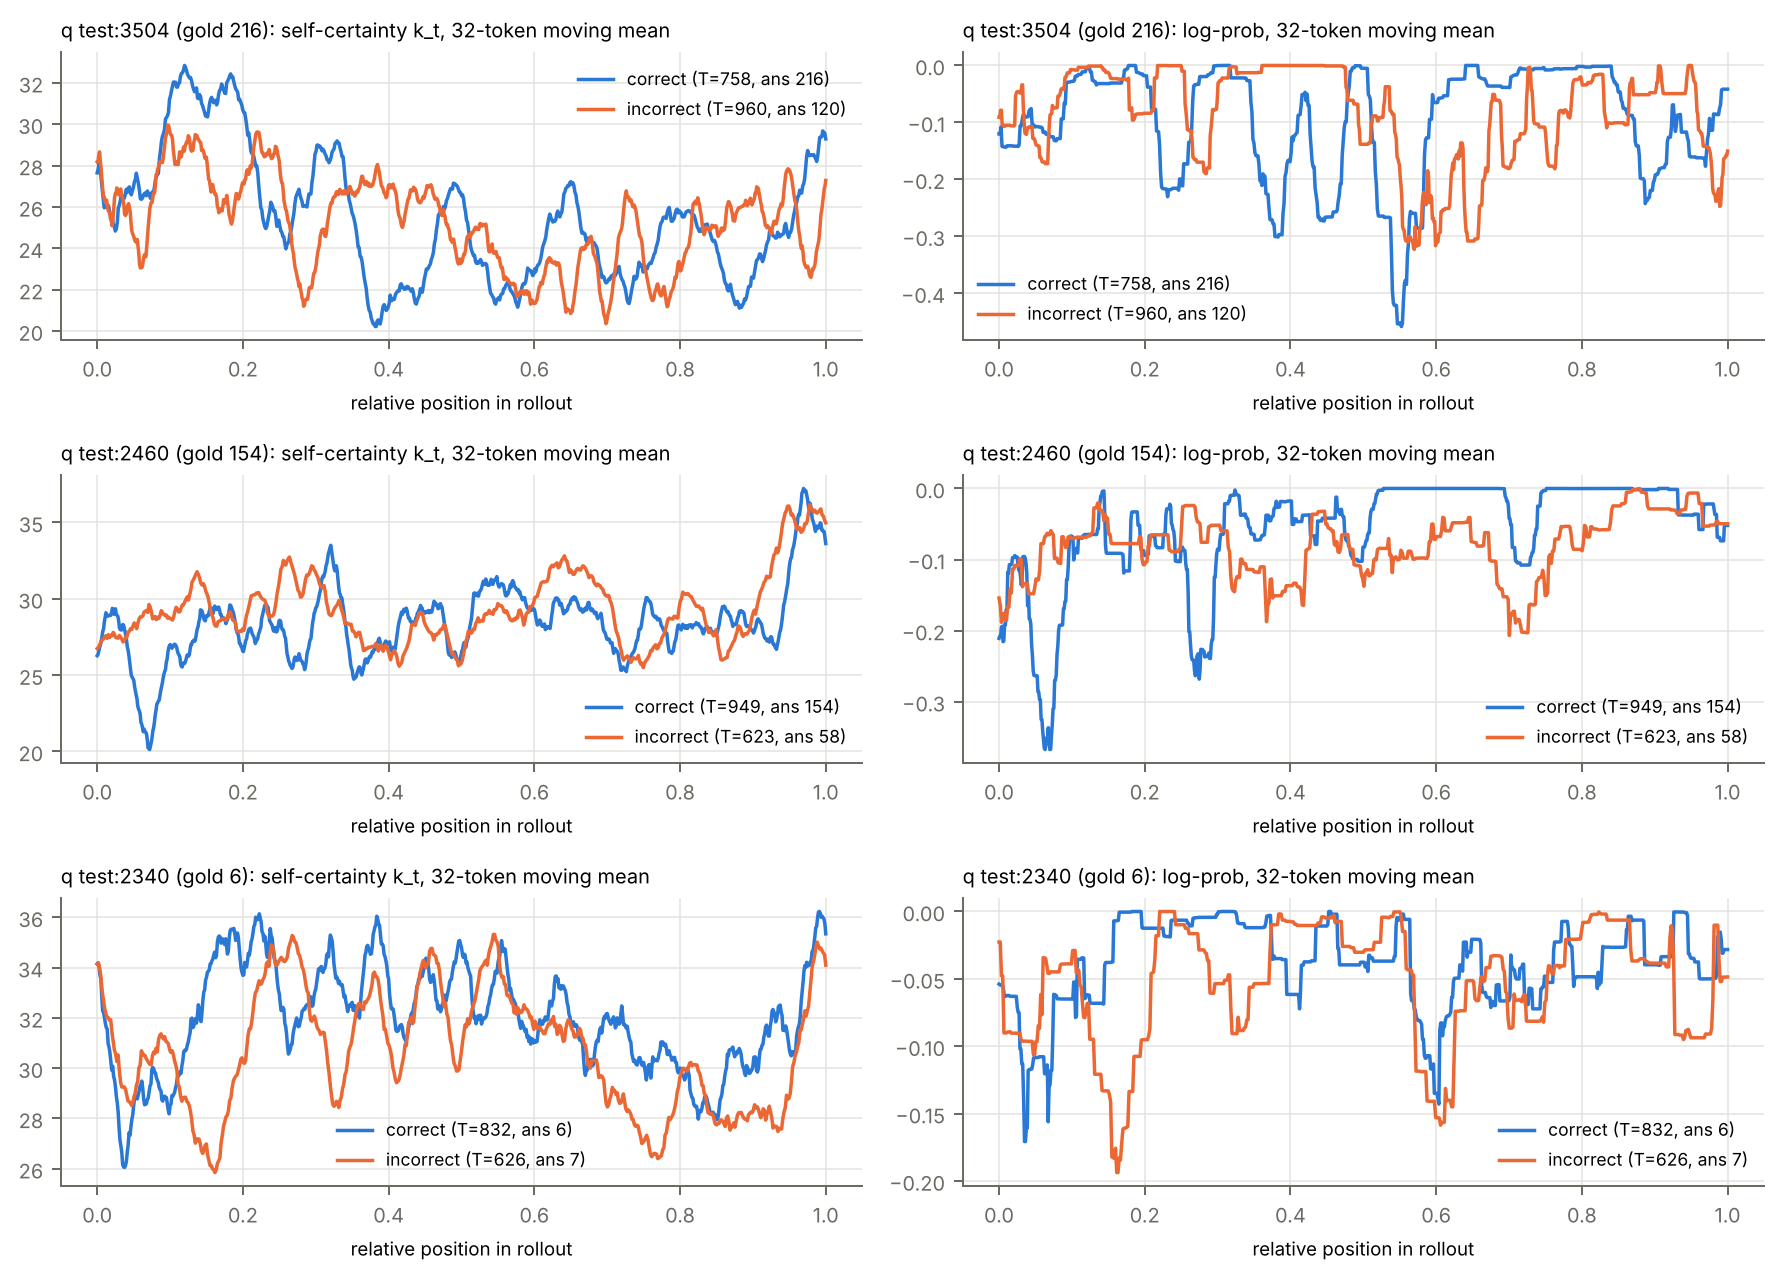 q test:3504 (gold 216): self-certainty k_t, 32-token moving mean
32
30
28
26
24
22
20
correct (T=758, ans 216)
incorrect (T=960, ans 120)
0.0 0.2 0.4 0.6 0.8 1.0
relative position in rollout
q test:3504 (gold 216): log-prob, 32-token moving mean
0.0
−0.1
−0.2
−0.3
−0.4
correct (T=758, ans 216)
incorrect (T=960, ans 120)
0.0 0.2 0.4 0.6 0.8 1.0
relative position in rollout
q test:2460 (gold 154): self-certainty k_t, 32-token moving mean
35
30
25
20
correct (T=949, ans 154)
incorrect (T=623, ans 58)
0.0 0.2 0.4 0.6 0.8 1.0
relative position in rollout
q test:2460 (gold 154): log-prob, 32-token moving mean
0.0
−0.1
−0.2
−0.3
correct (T=949, ans 154)
incorrect (T=623, ans 58)
0.0 0.2 0.4 0.6 0.8 1.0
relative position in rollout
q test:2340 (gold 6): self-certainty k_t, 32-token moving mean
36
34
32
30
28
26
correct (T=832, ans 6)
incorrect (T=626, ans 7)
0.0 0.2 0.4 0.6 0.8 1.0
relative position in rollout
q test:2340 (gold 6): log-prob, 32-token moving mean
0.00
−0.05
−0.10
−0.15
−0.20
correct (T=832, ans 6)
incorrect (T=626, ans 7)
0.0 0.2 0.4 0.6 0.8 1.0
relative position in rollout